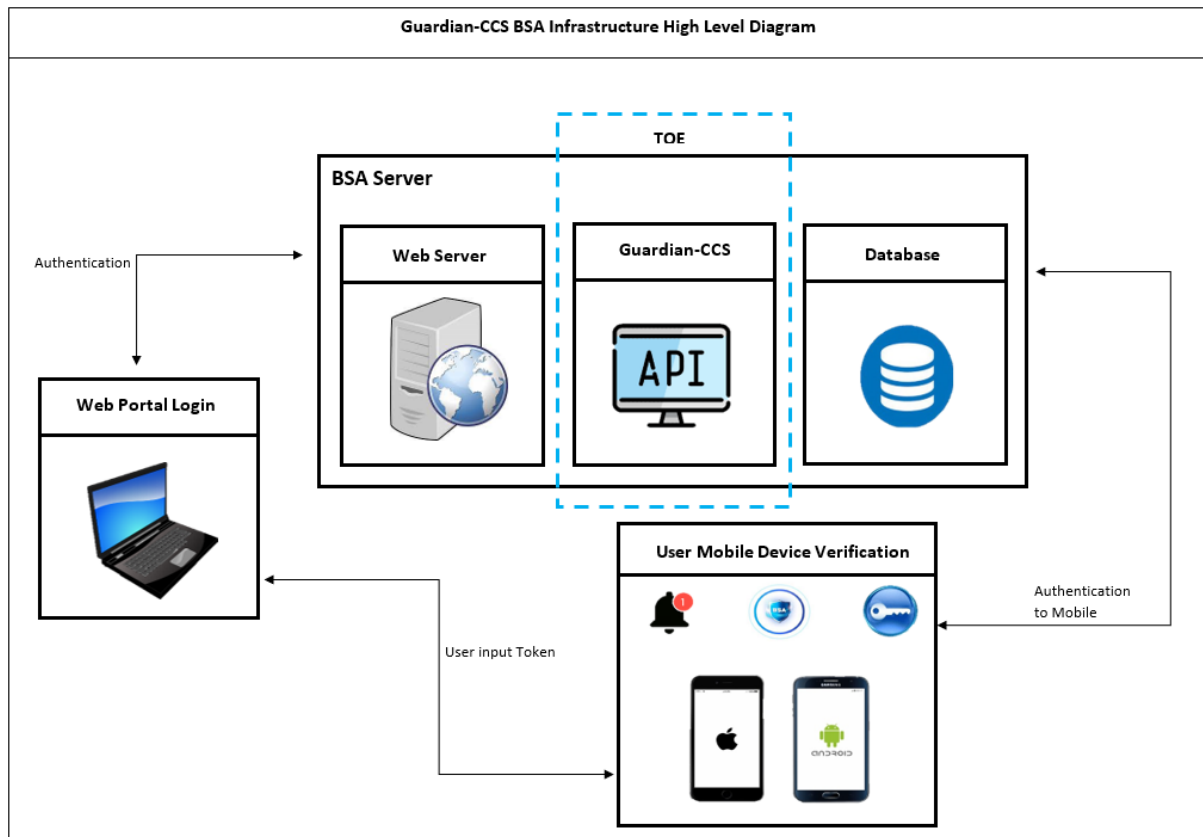 Guardian-CCS BSA Infrastructure High Level Diagram
TOE
BSA Server
Web Server
Guardian-CCS
Database
API
Authentication
Web Portal Login
User Mobile Device Verification
1
BSA
Authentication
to Mobile
User input Token
SAMSUNG
ANDROID